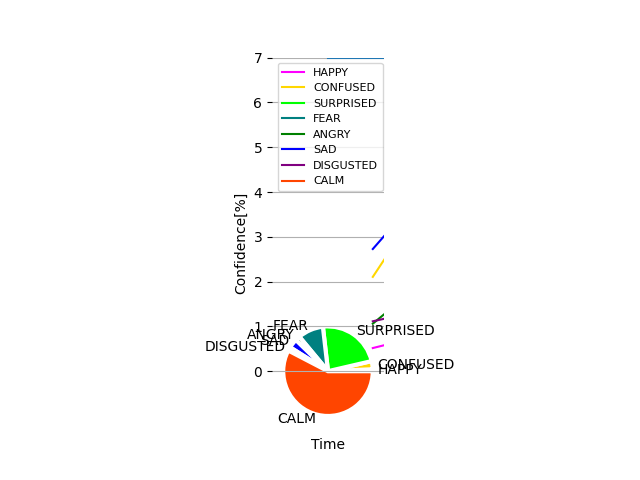 7
6
5
4
3
2
1
0
Confidence[%]
HAPPY
CONFUSED
SURPRISED
FEAR
ANGRY
SAD
DISGUSTED
CALM
FEAR
SURPRISED
ANGRY
SAD
DISGUSTED
CONFUSED
HAPPY
CALM
Time